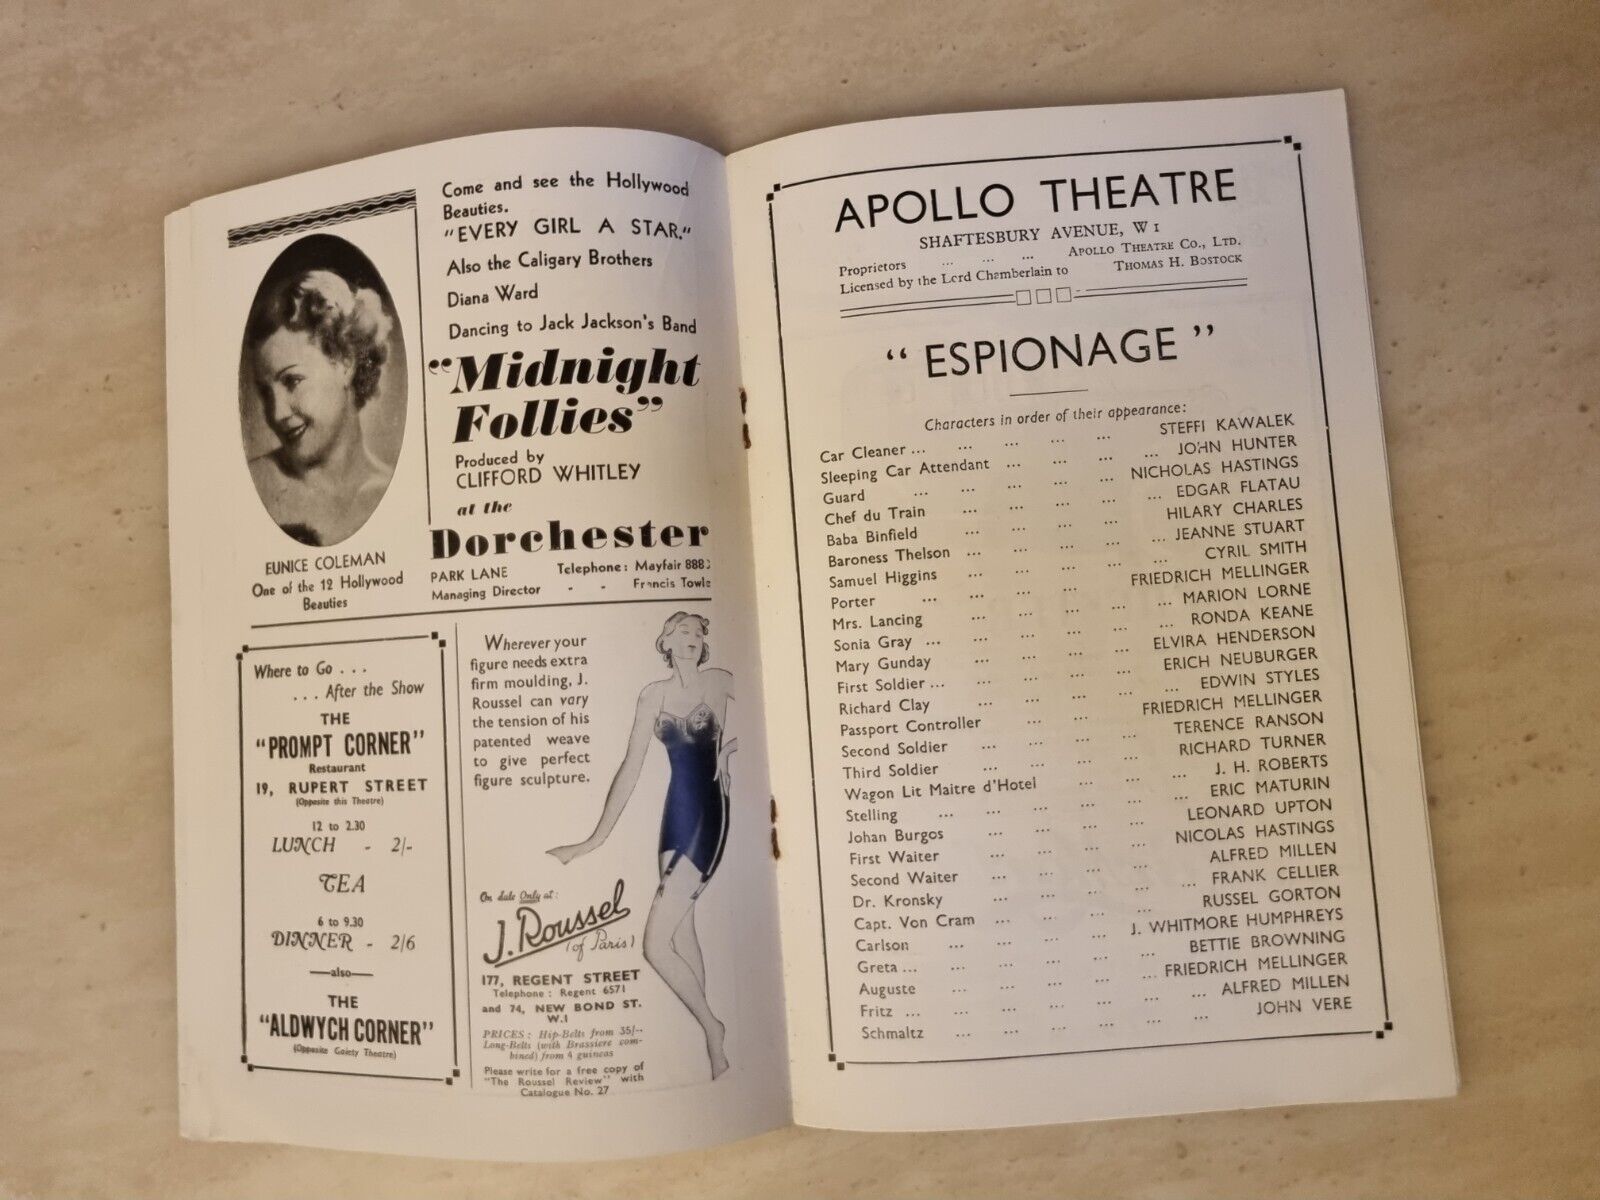 Come and see the Hollywood
Beauties.
"EVERY GIRL A STAR."
Also the Caligary Brothers
Diana Ward
Dancing to Jack Jackson's Band
"Midnight
Follies"
Produced by
CLIFFORD WHITLEY
at the
Dorchester
PARK LANE Telephone: Mayfair 888
Managing Director - - Francis Towle
EUNICE COLEMAN
One of the 12 Hollywood
Beauties
Where to Go . . .
. . . After the Show
THE
"PROMPT CORNER"
Restaurant
19, RUPERT STREET
(Opposite this Theatre)
12 to 2.30
LUNCH - 2/-
TEA
6 to 9.30
DINNER - 2/6
—also—
THE
"ALDWYCH CORNER"
(Opposite Gaiety Theatre)
Wherever your
figure needs extra
firm moulding, J.
Roussel can vary
the tension of his
patented weave
to give perfect
figure sculpture.
On sale Only at:
J. Roussel
(of Paris)
177, REGENT STREET
Telephone: Regent 6571
and 74, NEW BOND ST.
W.1
PRICES: Hip-Belts from 35/-
Long-Belts (with Brassiere com-
bined) from 4 guineas
Please write for a free copy of
"The Roussel Review" with
Catalogue No. 27
APOLLO THEATRE
SHAFTESBURY AVENUE, W 1
Proprietors ... ... ... APOLLO THEATRE CO., LTD.
Licensed by the Lord Chamberlain to THOMAS H. BOSTOCK
"ESPIONAGE"
Characters in order of their appearance:
Car Cleaner ... ... ... ... ... STEFFI KAWALEK
Sleeping Car Attendant ... ... ... ... JOHN HUNTER
Guard ... ... ... ... ... NICHOLAS HASTINGS
Chef du Train ... ... ... ... ... EDGAR FLATAU
Baba Binfield ... ... ... ... HILARY CHARLES
Baroness Thelson ... ... ... ... ... JEANNE STUART
Samuel Higgins ... ... ... ... CYRIL SMITH
Porter ... ... ... ... FRIEDRICH MELLINGER
Mrs. Lancing ... ... ... ... ... MARION LORNE
Sonia Gray ... ... ... ... ... RONDA KEANE
Mary Gunday ... ... ... ... ELVIRA HENDERSON
First Soldier ... ... ... ... ... ERICH NEUBURGER
Richard Clay ... ... ... ... ... EDWIN STYLES
Passport Controller ... ... FRIEDRICH MELLINGER
Second Soldier ... ... ... ... TERENCE RANSON
Third Soldier ... ... ... ... RICHARD TURNER
Wagon Lit Maitre d'Hotel ... ... ... J. H. ROBERTS
Stelling ... ... ... ... ... ERIC MATURIN
Johan Burgos ... ... ... ... LEONARD UPTON
First Waiter ... ... ... ... NICOLAS HASTINGS
Second Waiter ... ... ... ... ALFRED MILLEN
Dr. Kronsky ... ... ... ... ... FRANK CELLIER
Capt. Von Cram ... ... ... ... RUSSEL GORTON
Carlson ... ... ... ... J. WHITMORE HUMPHREYS
Greta ... ... ... ... ... BETTIE BROWNING
Auguste ... ... ... ... ... FRIEDRICH MELLINGER
Fritz ... ... ... ... ... ... ALFRED MILLEN
Schmaltz ... ... ... ... ... ... JOHN VERE